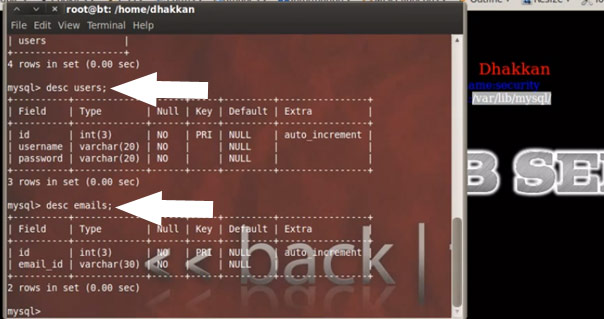 root@bt: /home/dhakkan
File Edit View Terminal Help
| users |
+--------------------+
4 rows in set (0.00 sec)
mysql> desc users;
+----------+-------------+------+-----+---------+----------------+
| Field | Type | Null | Key | Default | Extra |
+----------+-------------+------+-----+---------+----------------+
| id | int(3) | NO | PRI | NULL | auto_increment |
| username | varchar(20) | NO | | NULL | |
| password | varchar(20) | NO | | NULL | |
+----------+-------------+------+-----+---------+----------------+
3 rows in set (0.00 sec)
mysql> desc emails;
+----------+-------------+------+-----+---------+----------------+
| Field | Type | Null | Key | Default | Extra |
+----------+-------------+------+-----+---------+----------------+
| id | int(3) | NO | PRI | NULL | auto_increment |
| email_id | varchar(30) | NO | | NULL | |
+----------+-------------+------+-----+---------+----------------+
2 rows in set (0.00 sec)
mysql>
<< back |
Dhakkan
ame-security
/var/lib/mysql/
B SE